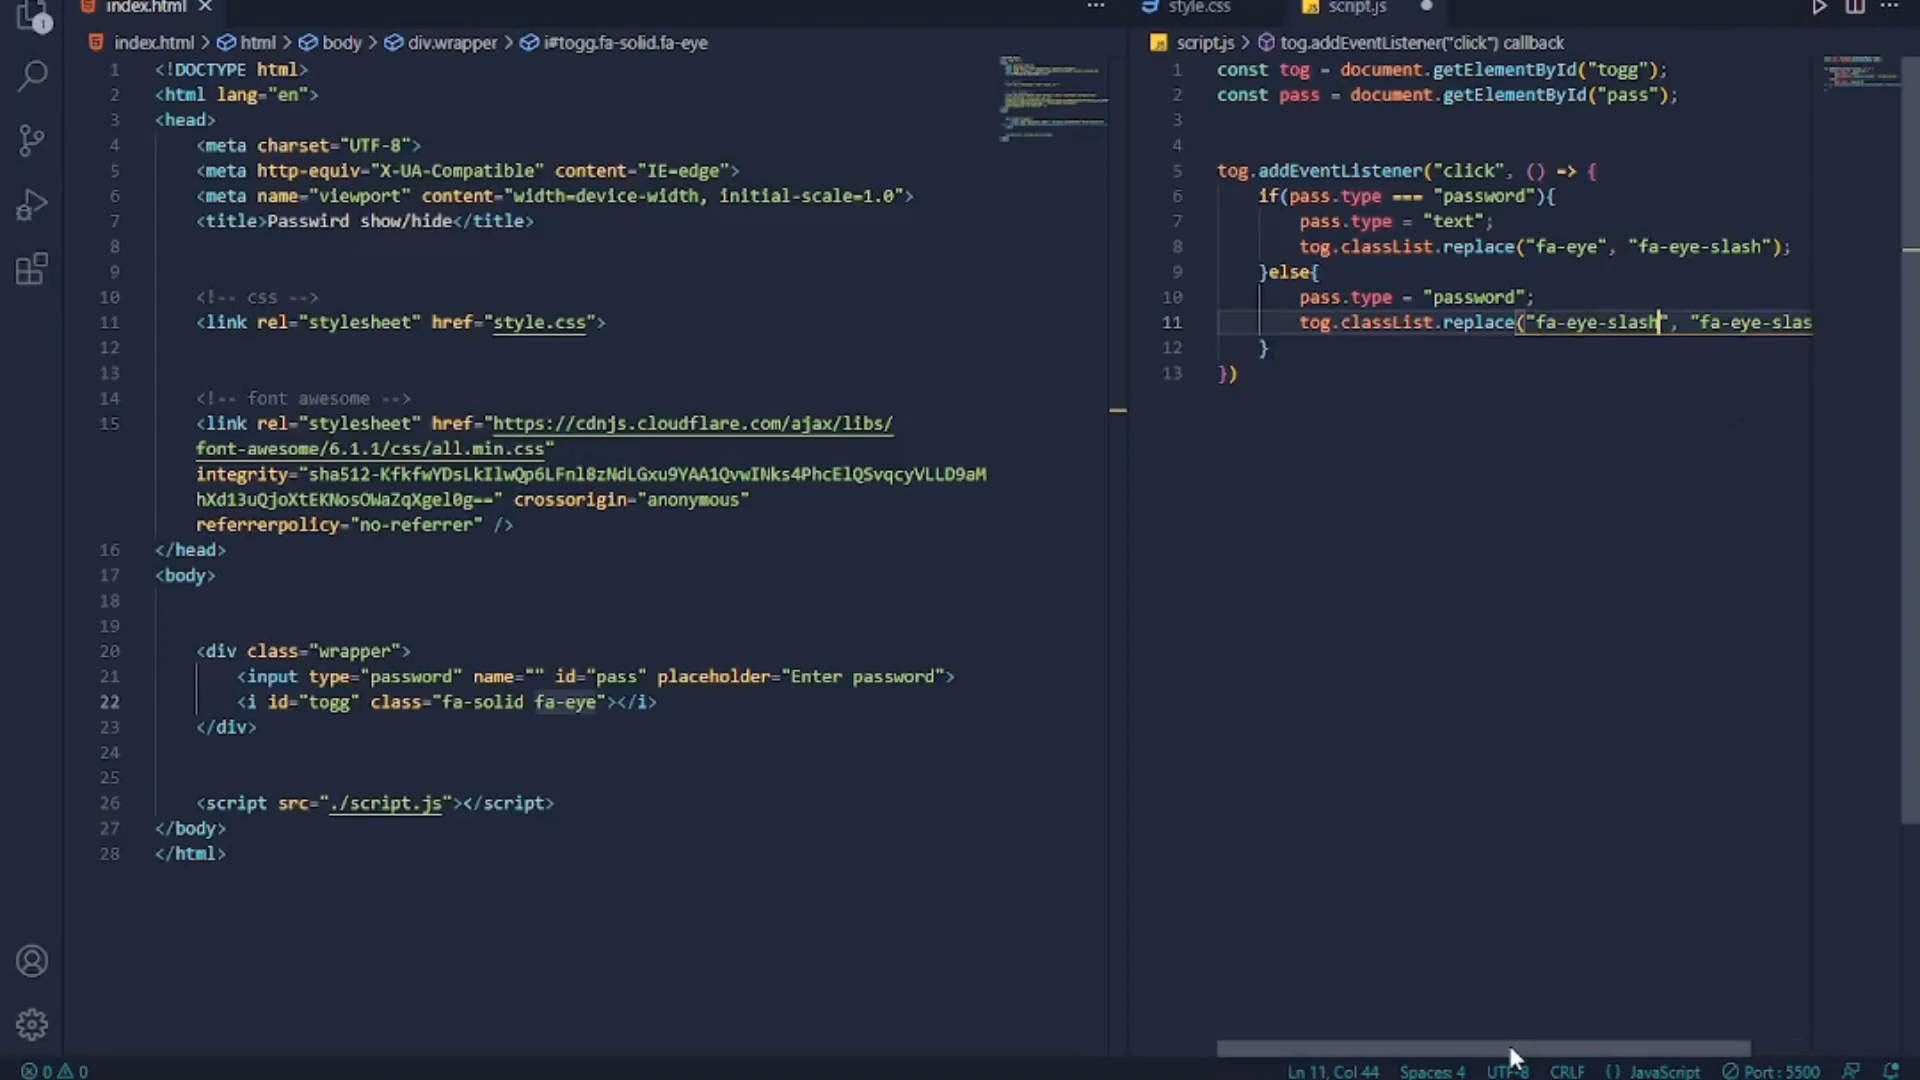 index.html
index.html > html > body > div.wrapper > i#togg.fa-solid.fa-eye
1 <!DOCTYPE html>
2 <html lang="en">
3 <head>
4 <meta charset="UTF-8">
5 <meta http-equiv="X-UA-Compatible" content="IE=edge">
6 <meta name="viewport" content="width=device-width, initial-scale=1.0">
7 <title>Passwird show/hide</title>
8
9
10 <!-- css -->
11 <link rel="stylesheet" href="style.css">
12
13
14 <!-- font awesome -->
15 <link rel="stylesheet" href="https://cdnjs.cloudflare.com/ajax/libs/
font-awesome/6.1.1/css/all.min.css"
integrity="sha512-KfkfwYDsLkIlwQp6LFnl8zNdLGxu9YAA1QvwINks4PhcElQSvqcyVLLD9aM
hXd13uQjoXtEKNosOWaZqXgel0g==" crossorigin="anonymous"
referrerpolicy="no-referrer" />
16 </head>
17 <body>
18
19
20 <div class="wrapper">
21 <input type="password" name="" id="pass" placeholder="Enter password">
22 <i id="togg" class="fa-solid fa-eye"></i>
23 </div>
24
25
26 <script src="./script.js"></script>
27 </body>
28 </html>
style.css
script.js
script.js > tog.addEventListener("click") callback
1 const tog = document.getElementById("togg");
2 const pass = document.getElementById("pass");
3
4
5 tog.addEventListener("click", () => {
6 if(pass.type === "password"){
7 pass.type = "text";
8 tog.classList.replace("fa-eye", "fa-eye-slash");
9 }else{
10 pass.type = "password";
11 tog.classList.replace("fa-eye-slash", "fa-eye-slas
12 }
13 })
1
0 0
Ln 11, Col 44
Spaces: 4
UTF-8
CRLF
{} JavaScript
Port : 5500